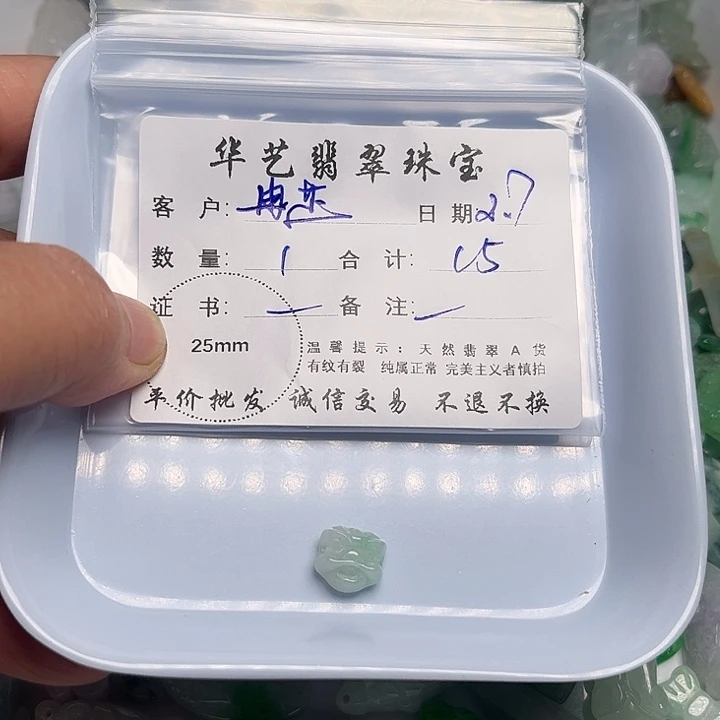 华艺翡翠珠宝
客 户: 冉 日 期 2.7
数 量: 1 合 计: 15
证 书: — 备 注: —
25mm
温馨提示:天然翡翠A货
有纹有裂 纯属正常 完美主义者慎拍
平价批发 诚信交易 不退不换